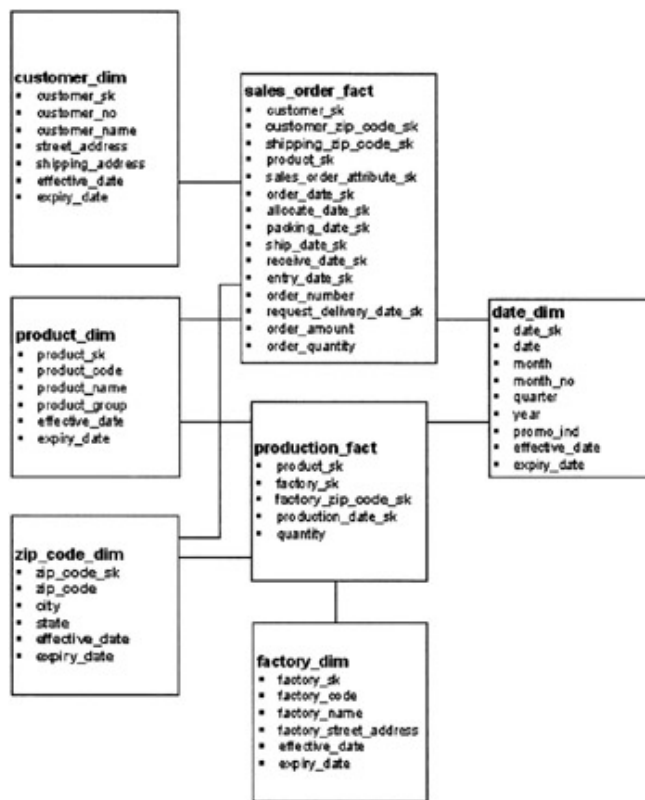 customer_dim
▪ customer_sk
▪ customer_no
▪ customer_name
▪ street_address
▪ shipping_address
▪ effective_date
▪ expiry_date
sales_order_fact
▪ customer_sk
▪ customer_zip_code_sk
▪ shipping_zip_code_sk
▪ product_sk
▪ sales_order_attribute_sk
▪ order_date_sk
▪ allocate_date_sk
▪ packing_date_sk
▪ ship_date_sk
▪ receive_date_sk
▪ entry_date_sk
▪ order_number
▪ request_delivery_date_sk
▪ order_amount
▪ order_quantity
product_dim
▪ product_sk
▪ product_code
▪ product_name
▪ product_group
▪ effective_date
▪ expiry_date
date_dim
▪ date_sk
▪ date
▪ month
▪ month_no
▪ quarter
▪ year
▪ promo_ind
▪ effective_date
▪ expiry_date
production_fact
▪ product_sk
▪ factory_sk
▪ factory_zip_code_sk
▪ production_date_sk
▪ quantity
zip_code_dim
▪ zip_code_sk
▪ zip_code
▪ city
▪ state
▪ effective_date
▪ expiry_date
factory_dim
▪ factory_sk
▪ factory_code
▪ factory_name
▪ factory_street_address
▪ effective_date
▪ expiry_date